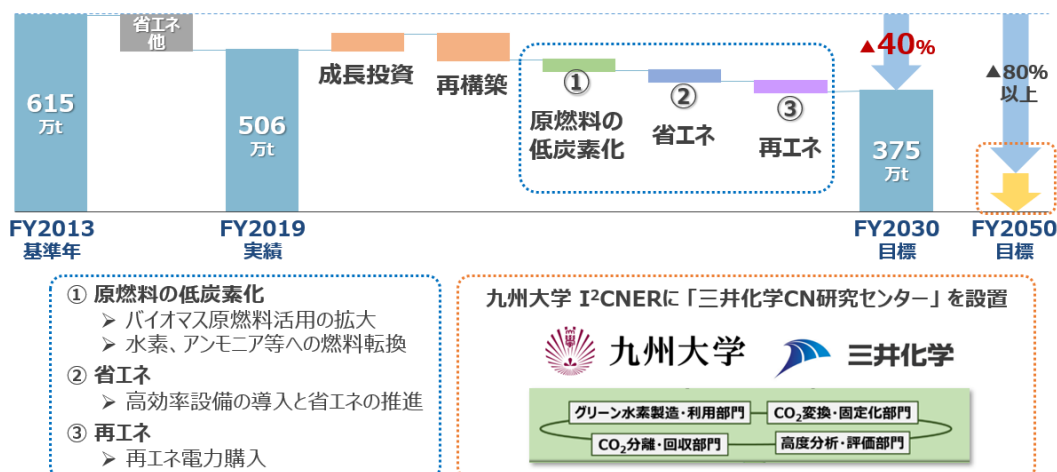 615
万t
省エネ
他
506
万t
成長投資
再構築
①
原燃料の
低炭素化
②
省エネ
③
再エネ
▲40%
375
万t
▲80%
以上
FY2013
基準年
FY2019
実績
FY2030
目標
FY2050
目標
① 原燃料の低炭素化
➢ バイオマス原燃料活用の拡大
➢ 水素、アンモニア等への燃料転換
② 省エネ
➢ 高効率設備の導入と省エネの推進
③ 再エネ
➢ 再エネ電力購入
九州大学 I²CNERに「三井化学CN研究センター」を設置
九州大学
三井化学
グリーン水素製造・利用部門
CO₂変換・固定化部門
CO₂分離・回収部門
高度分析・評価部門